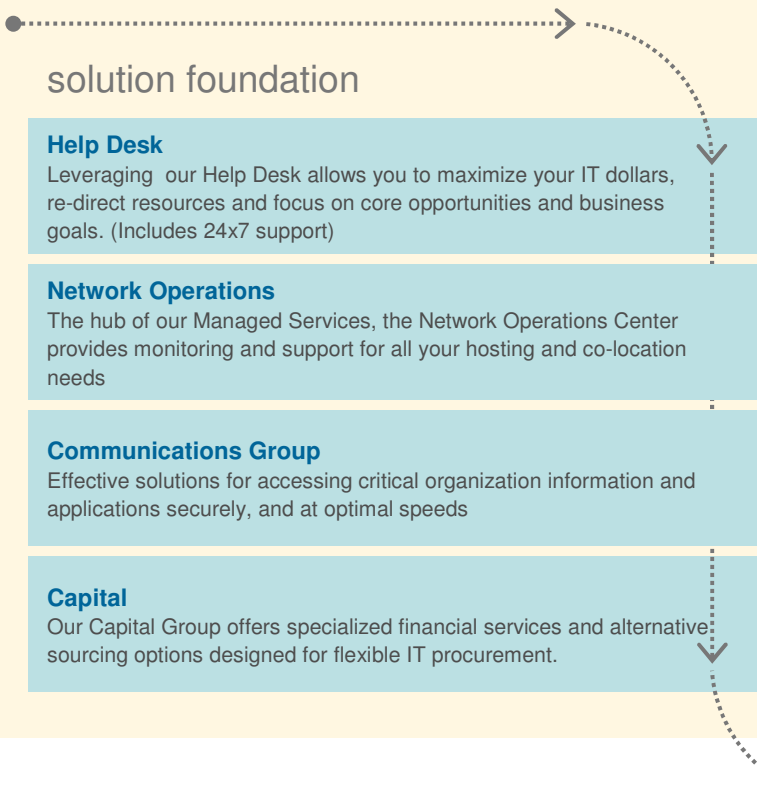 solution foundation
Help Desk
Leveraging  our Help Desk allows you to maximize your IT dollars,
re-direct resources and focus on core opportunities and business
goals. (Includes 24x7 support)
Network Operations
The hub of our Managed Services, the Network Operations Center
provides monitoring and support for all your hosting and co-location
needs
Communications Group
Effective solutions for accessing critical organization information and
applications securely, and at optimal speeds
Capital
Our Capital Group offers specialized financial services and alternative
sourcing options designed for flexible IT procurement.